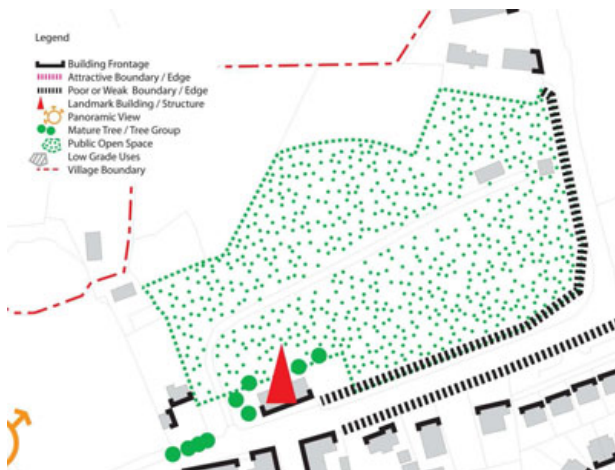 Legend
Building Frontage
Attractive Boundary / Edge
Poor or Weak Boundary / Edge
Landmark Building / Structure
Panoramic View
Mature Tree / Tree Group
Public Open Space
Low Grade Uses
Village Boundary